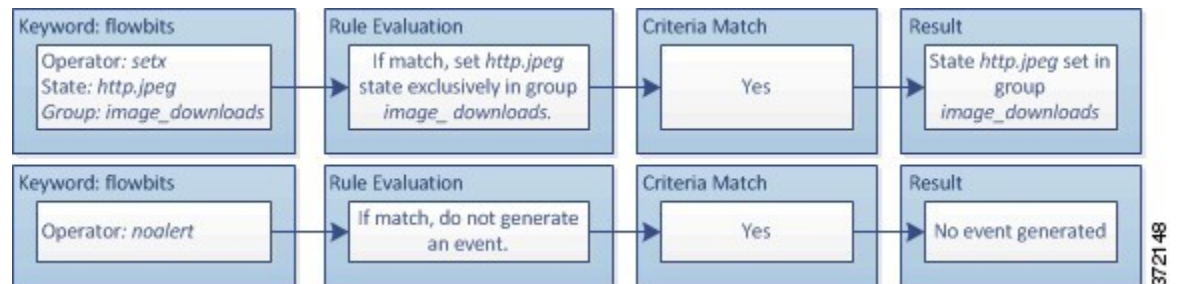 Keyword: flowbits
Operator: setx
State: http.jpeg
Group: image_downloads
Rule Evaluation
If match, set http.jpeg
state exclusively in group
image_ downloads.
Criteria Match
Yes
Result
State http.jpeg set in
group
image_downloads
Keyword: flowbits
Operator: noalert
Rule Evaluation
If match, do not generate
an event.
Criteria Match
Yes
Result
No event generated
372148